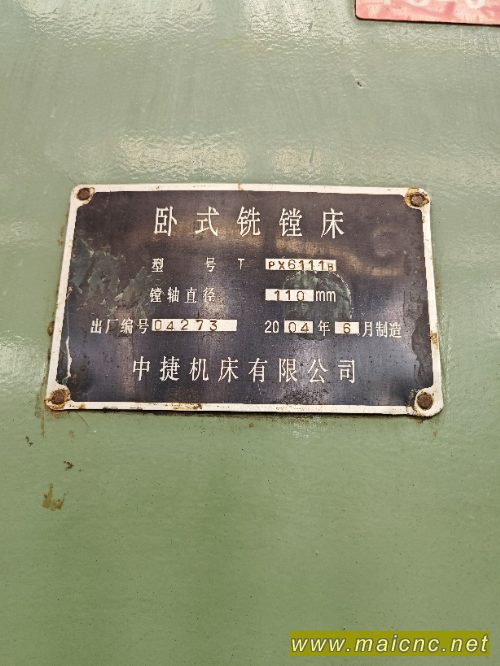 卧式铣镗床
型 号 T PX6111B
镗轴直径 110 mm
出厂编号 04273 2004年6月制造
中捷机床有限公司
www.maicnc.net